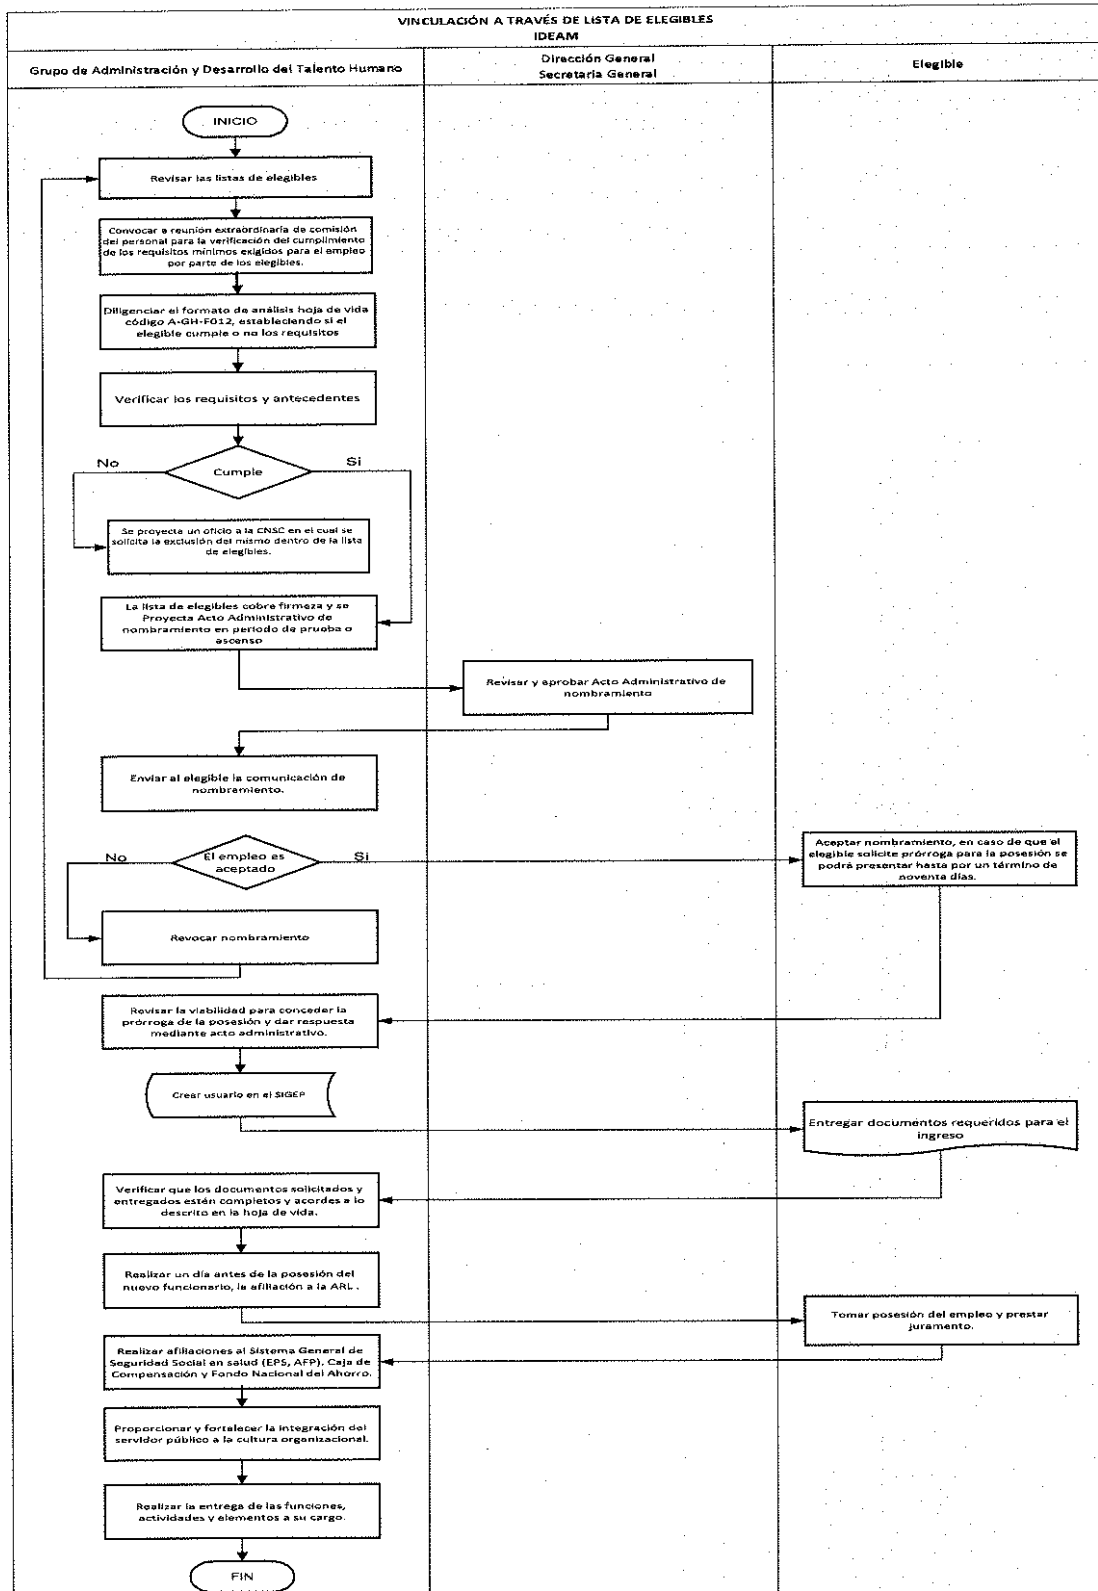 VINCULACIÓN A TRAVÉS DE LISTA DE ELEGIBLES
IDEAM
Grupo de Administración y Desarrollo del Talento Humano
Dirección General
Secretaria General
Elegible
INICIO
Revisar las listas de elegibles
Convocar a reunión extraordinaria de comisión
del personal para la verificación del cumplimiento
de los requisitos mínimos exigidos para el empleo
por parte de los elegibles.
Diligenciar el formato de análisis hoja de vida
código A-GH-F012, estableciendo si el
elegible cumple o no los requisitos
Verificar los requisitos y antecedentes
No
Cumple
Si
Se proyecta un oficio a la CNSC en el cual se
solicita la exclusión del mismo dentro de la lista
de elegibles.
La lista de elegibles cobre firmeza y se
Proyecta Acto Administrativo de
nombramiento en periodo de prueba o
ascenso
Revisar y aprobar Acto Administrativo de
nombramiento
Enviar al elegible la comunicación de
nombramiento.
No
El empleo es
aceptado
Si
Aceptar nombramiento, en caso de que el
elegible solicite prórroga para la posesión se
podrá presentar hasta por un término de
noventa días.
Revocar nombramiento
Revisar la viabilidad para conceder la
prórroga de la posesión y dar respuesta
mediante acto administrativo.
Crear usuario en el SIGEP
Entregar documentos requeridos para el
ingreso
Verificar que los documentos solicitados y
entregados estén completos y acordes a lo
descrito en la hoja de vida.
Realizar un día antes de la posesión del
nuevo funcionario, la afiliación a la ARL .
Tomar posesión del empleo y prestar
juramento.
Realizar afiliaciones al Sistema General de
Seguridad Social en salud (EPS, AFP). Caja de
Compensación y Fondo Nacional del Ahorro.
Proporcionar y fortalecer la integración del
servidor público a la cultura organizacional.
Realizar la entrega de las funciones,
actividades y elementos a su cargo.
FIN